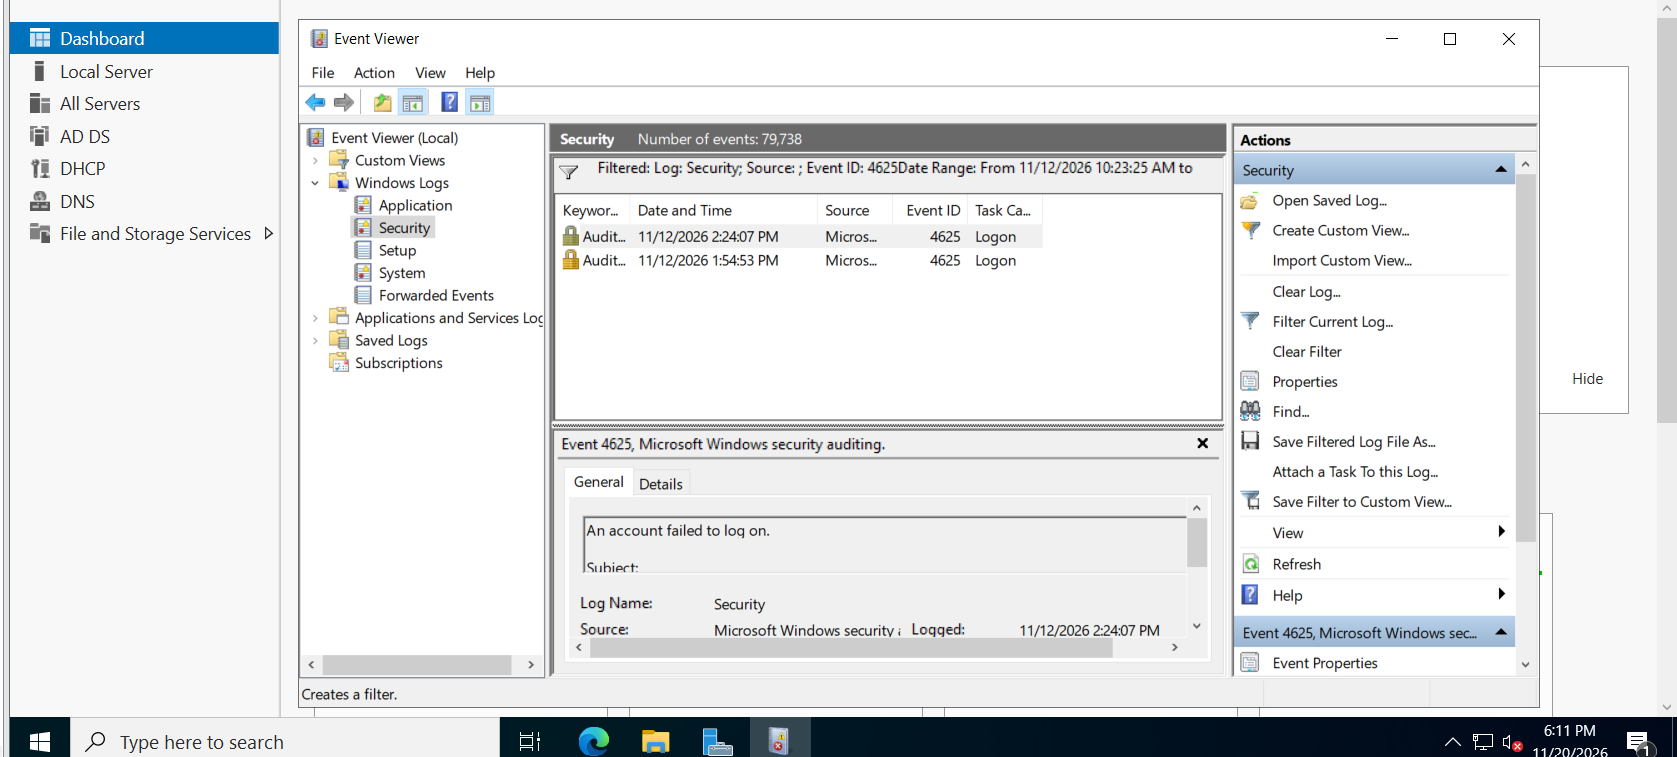 Dashboard
Local Server
All Servers
AD DS
DHCP
DNS
File and Storage Services
Event Viewer
File Action View Help
Event Viewer (Local)
Custom Views
Windows Logs
Application
Security
Setup
System
Forwarded Events
Applications and Services Log
Saved Logs
Subscriptions
Security Number of events: 79,738
Filtered: Log: Security; Source: ; Event ID: 4625Date Range: From 11/12/2026 10:23:25 AM to
Keywor... Date and Time Source Event ID Task Ca...
Audit... 11/12/2026 2:24:07 PM Micros... 4625 Logon
Audit... 11/12/2026 1:54:53 PM Micros... 4625 Logon
Event 4625, Microsoft Windows security auditing.
General Details
An account failed to log on.
Subject:
Log Name: Security
Source: Microsoft Windows security a Logged: 11/12/2026 2:24:07 PM
Actions
Security
Open Saved Log...
Create Custom View...
Import Custom View...
Clear Log...
Filter Current Log...
Clear Filter
Properties
Find...
Save Filtered Log File As...
Attach a Task To this Log...
Save Filter to Custom View...
View
Refresh
Help
Event 4625, Microsoft Windows sec...
Event Properties
Creates a filter.
Hide
Type here to search
6:11 PM
11/20/2026
1